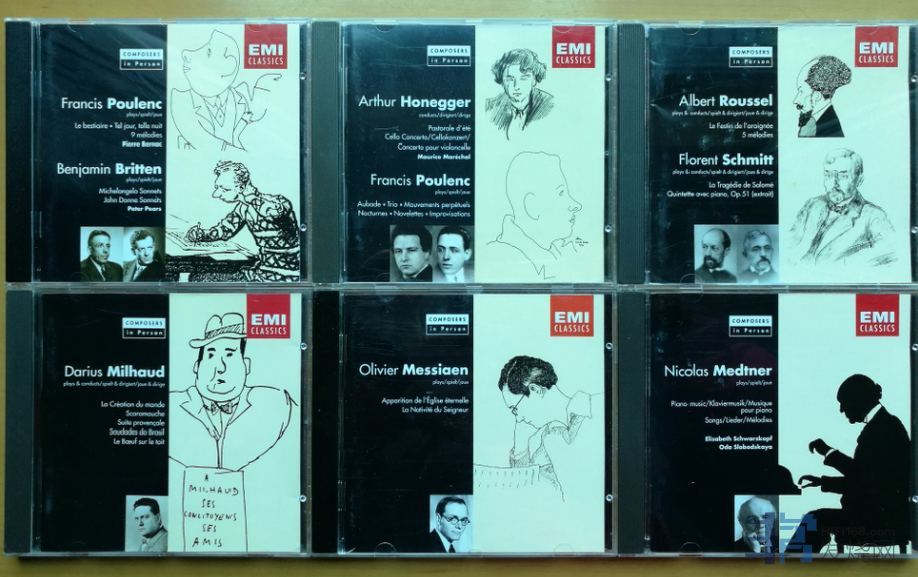 COMPOSERS
in Person
EMI
CLASSICS
Francis Poulenc
plays/spielt/joue
Le bestiaire • Tel jour, telle nuit
9 mélodies
Pierre Bernac
Benjamin Britten
plays/spielt/joue
Michelangelo Sonnets
John Donne Sonnets
Peter Pears
COMPOSERS
in Person
EMI
CLASSICS
Arthur Honegger
conducts/dirigiert/dirige
Pastorale d'été
Cello Concerto/Cellokonzert/
Concerto pour violoncelle
Maurice Maréchal
Francis Poulenc
plays/spielt/joue
Aubade • Trio • Mouvements perpétuels
Nocturnes • Novelettes • Improvisations
COMPOSERS
in Person
EMI
CLASSICS
Albert Roussel
plays & conducts/spielt & dirigiert/joue & dirige
Le Festin de l'araignée
5 mélodies
Florent Schmitt
plays & conducts/spielt & dirigiert/joue & dirige
La Tragédie de Salomé
Quintette avec piano, Op.51 (extrait)
COMPOSERS
in Person
EMI
CLASSICS
Darius Milhaud
plays & conducts/spielt & dirigiert/joue & dirige
La Création du monde
Scaramouche
Suite provençale
Saudades do Brasil
Le Bœuf sur le toit
A
MILHAUD
SES
CONCITOYENS
SES
AMIS
COMPOSERS
in Person
EMI
CLASSICS
Olivier Messiaen
plays/spielt/joue
Apparition de l'Église éternelle
La Nativité du Seigneur
COMPOSERS
in Person
EMI
CLASSICS
Nicolas Medtner
plays/spielt/joue
Piano music/Klaviermusik/Musique
pour piano
Songs/Lieder/Mélodies
Elisabeth Schwarzkopf
Oda Slobodskaya